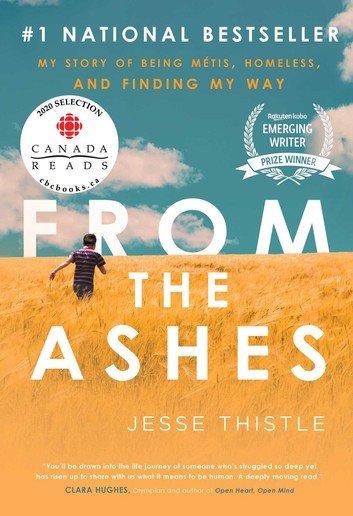 #1 NATIONAL BESTSELLER
MY STORY OF BEING MÉTIS, HOMELESS,
AND FINDING MY WAY
2020 SELECTION
CANADA
READS
cbcbooks.ca
Rakuten kobo
EMERGING
WRITER
PRIZE WINNER
FROM
THE
ASHES
JESSE THISTLE
“You’ll be drawn into the life journey of someone who’s struggled so deep yet
has risen up to share with us what it means to be human. A deeply moving read.”
CLARA HUGHES, Olympian and author of Open Heart, Open Mind